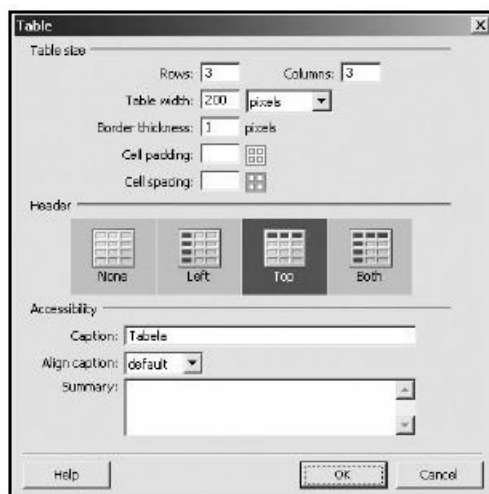 Table
Table size
Rows: 3 Columns: 3
Table width: 200 pixels
Border thickness: 1 pixels
Cell padding:
Cell spacing:
Header
None Left Top Both
Accessibility
Caption: Tabela
Align caption: default
Summary:
Help OK Cancel